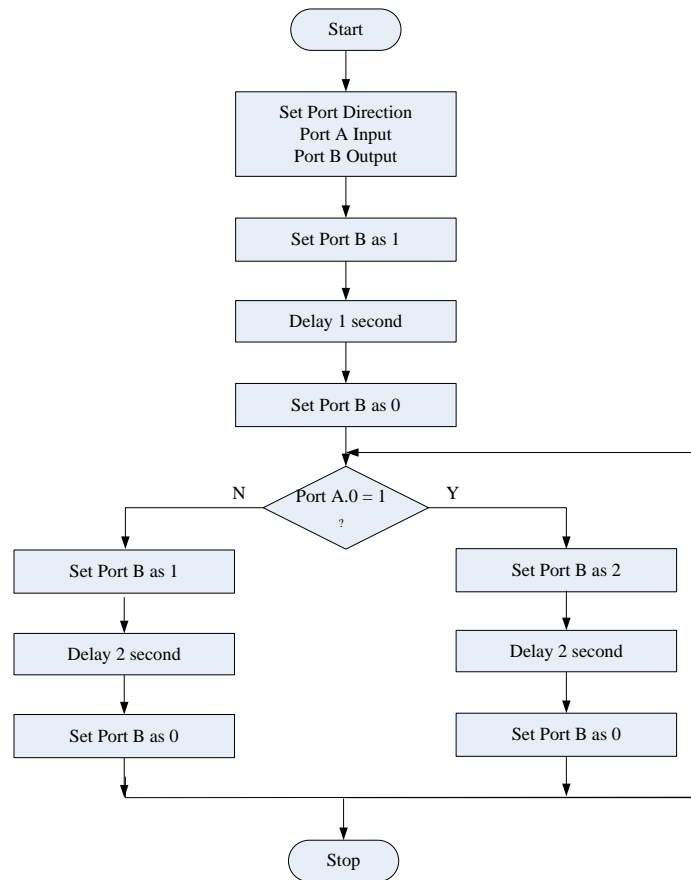 Start
Set Port Direction
Port A Input
Port B Output
Set Port B as 1
Delay 1 second
Set Port B as 0
Port A.0 = 1
?
N
Y
Set Port B as 1
Delay 2 second
Set Port B as 0
Set Port B as 2
Delay 2 second
Set Port B as 0
Stop